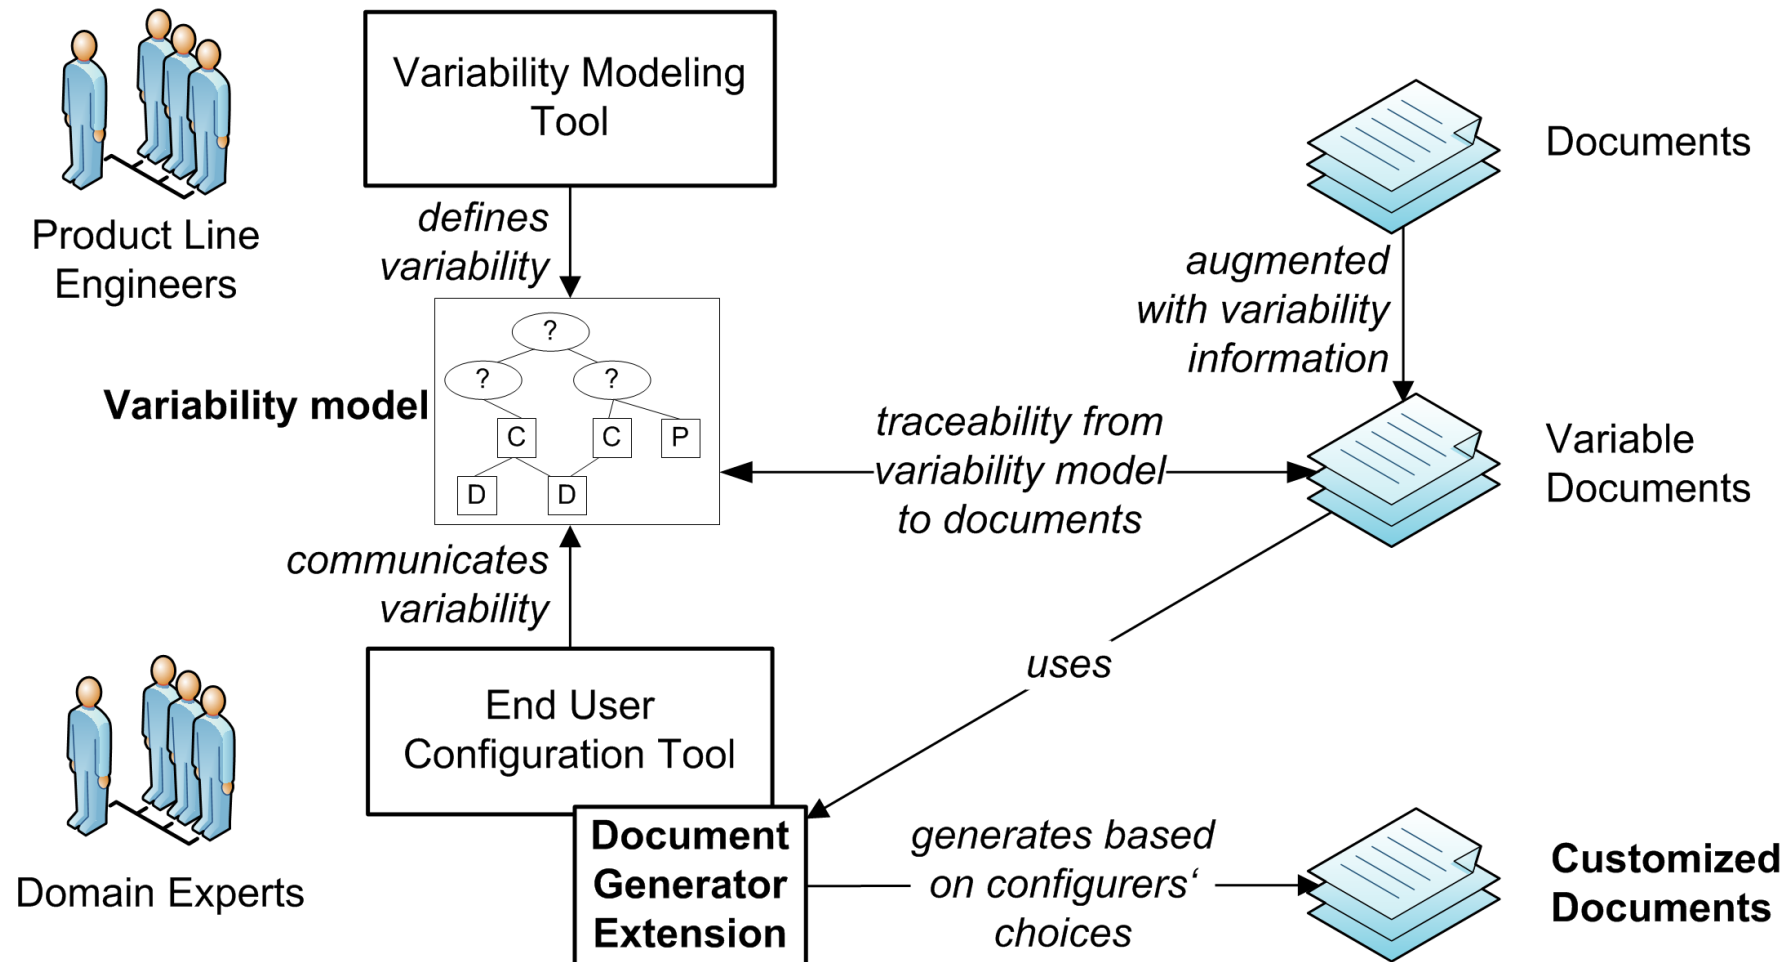 Variability Modeling
Tool
Documents
Product Line
Engineers
defines
variability
augmented
with variability
information
?
?
?
Variability model
C
C
P
D
D
traceability from
variability model
to documents
Variable
Documents
communicates
variability
uses
End User
Configuration Tool
Domain Experts
Document
Generator
Extension
generates based
on configurers‘
choices
Customized
Documents